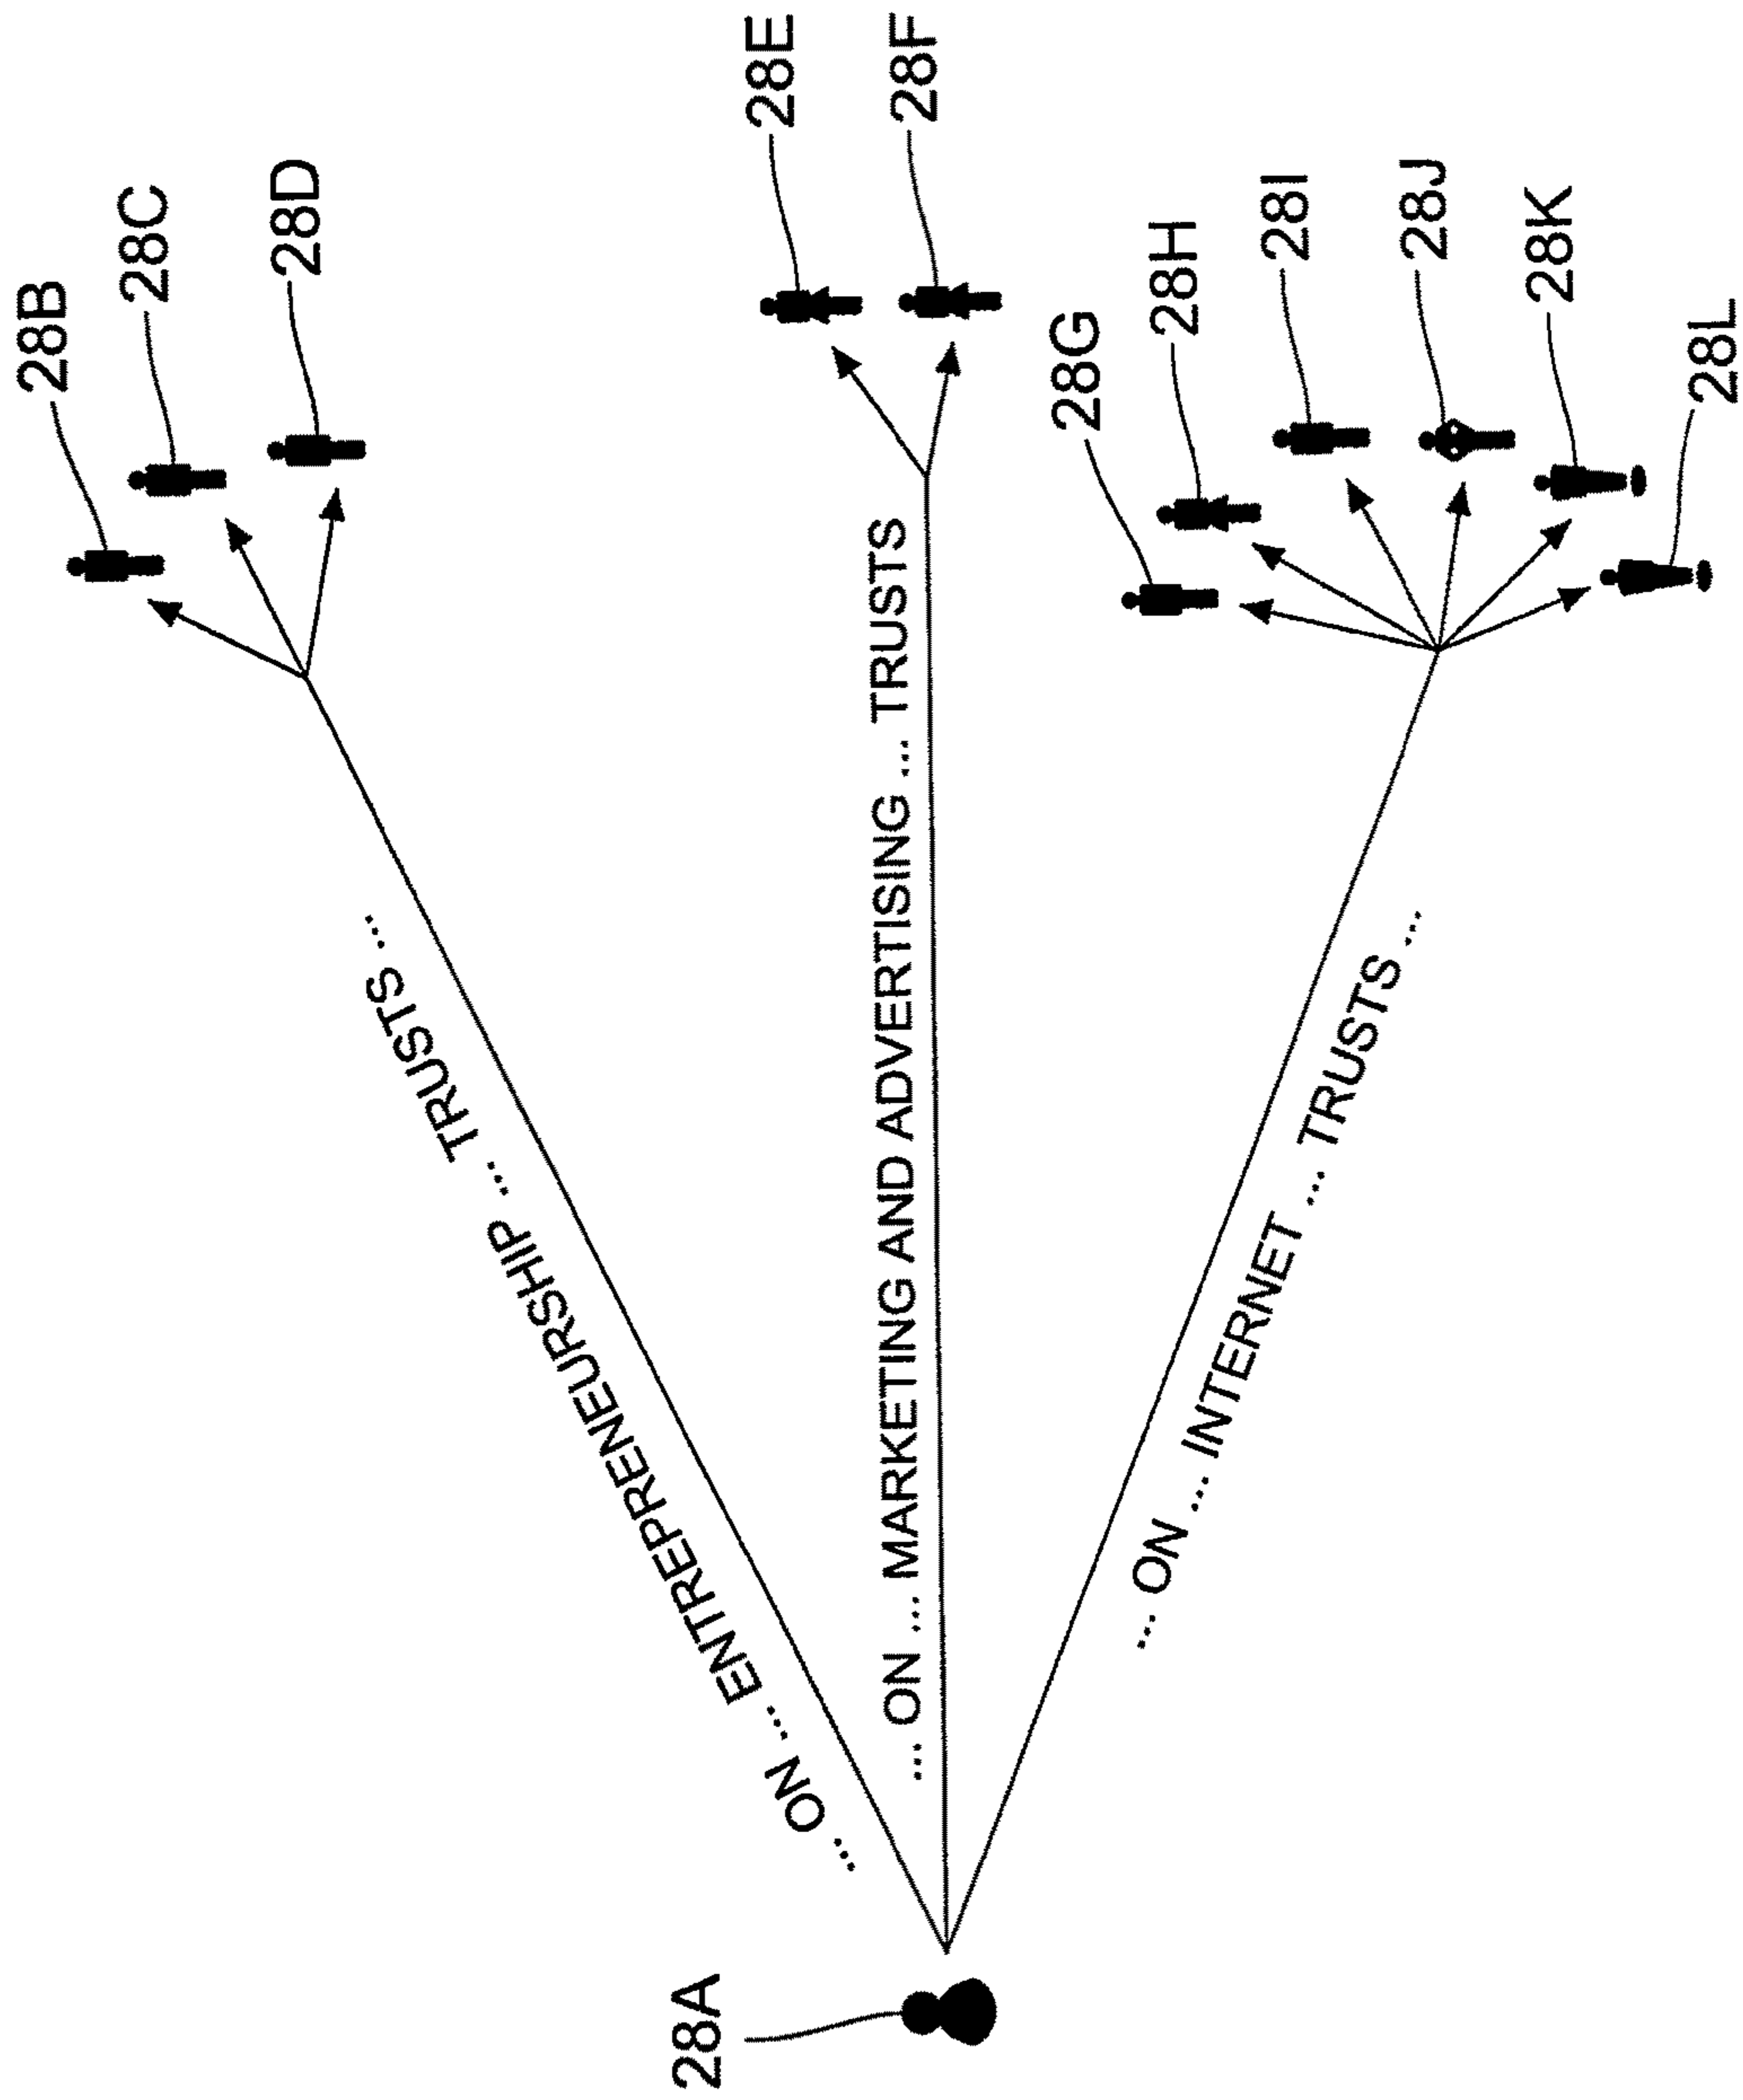 28A
... ON ... ENTREPRENEURSHIP ... TRUSTS ...
28B
28C
28D
... ON ... MARKETING AND ADVERTISING ... TRUSTS
28E
28F
... ON ... INTERNET ... TRUSTS ...
28G
28H
28I
28J
28K
28L